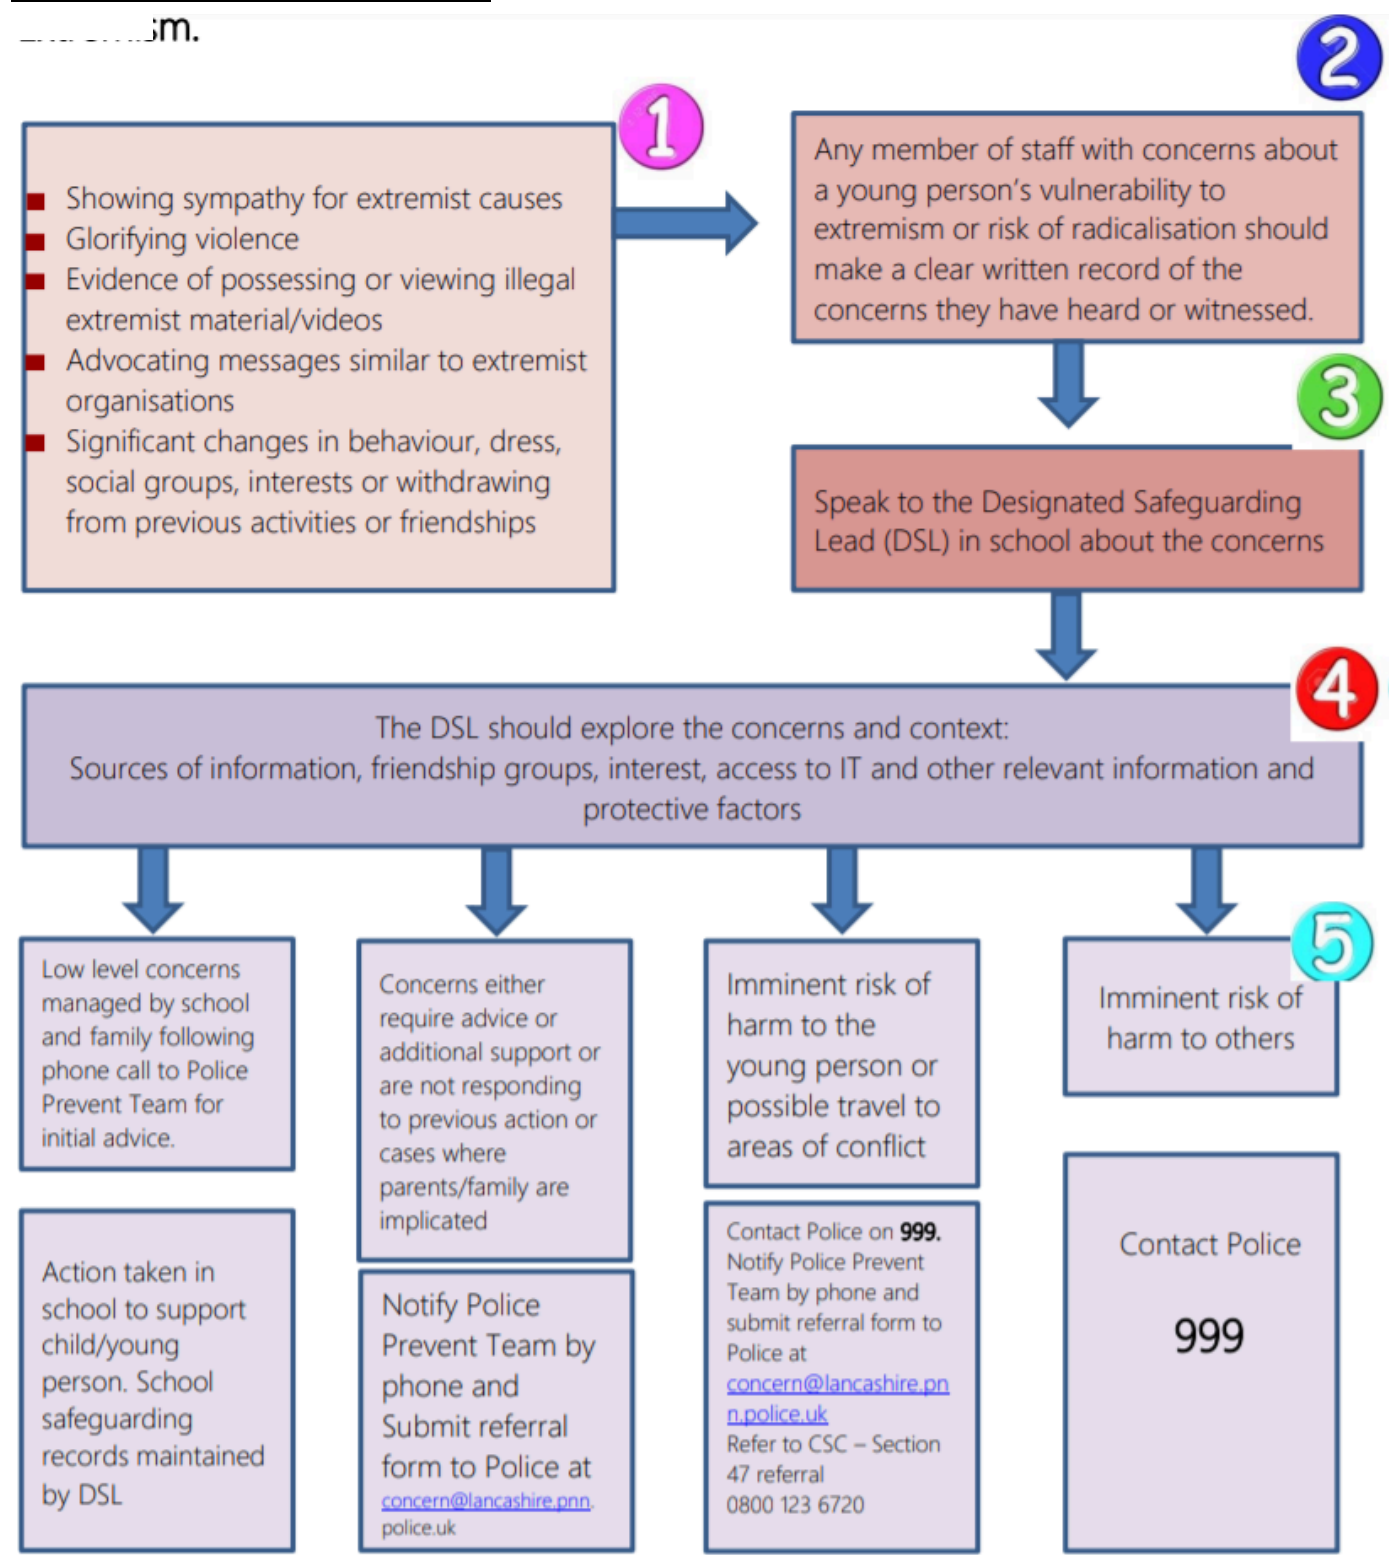 ism.
1
2
Showing sympathy for extremist causes
Glorifying violence
Evidence of possessing or viewing illegal
extremist material/videos
Advocating messages similar to extremist
organisations
Significant changes in behaviour, dress,
social groups, interests or withdrawing
from previous activities or friendships
Any member of staff with concerns about
a young person's vulnerability to
extremism or risk of radicalisation should
make a clear written record of the
concerns they have heard or witnessed.
3
Speak to the Designated Safeguarding
Lead (DSL) in school about the concerns
4
The DSL should explore the concerns and context:
Sources of information, friendship groups, interest, access to IT and other relevant information and
protective factors
5
Low level concerns
managed by school
and family following
phone call to Police
Prevent Team for
initial advice.
Action taken in
school to support
child/young
person. School
safeguarding
records maintained
by DSL
Concerns either
require advice or
additional support or
are not responding
to previous action or
cases where
parents/family are
implicated
Notify Police
Prevent Team by
phone and
Submit referral
form to Police at
concern@lancashire.pnn.
police.uk
Imminent risk of
harm to the
young person or
possible travel to
areas of conflict
Contact Police on 999.
Notify Police Prevent
Team by phone and
submit referral form to
Police at
concern@lancashire.pn
n.police.uk
Refer to CSC – Section
47 referral
0800 123 6720
Imminent risk of
harm to others
Contact Police
999